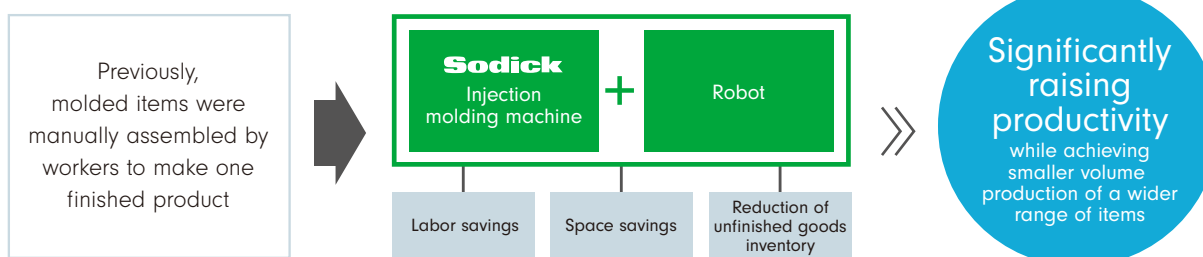 Previously,
molded items were
manually assembled by
workers to make one
finished product
Sodick
Injection
molding machine
+
Robot
Labor savings
Space savings
Reduction of
unfinished goods
inventory
Significantly
raising
productivity
while achieving
smaller volume
production of a wider
range of items